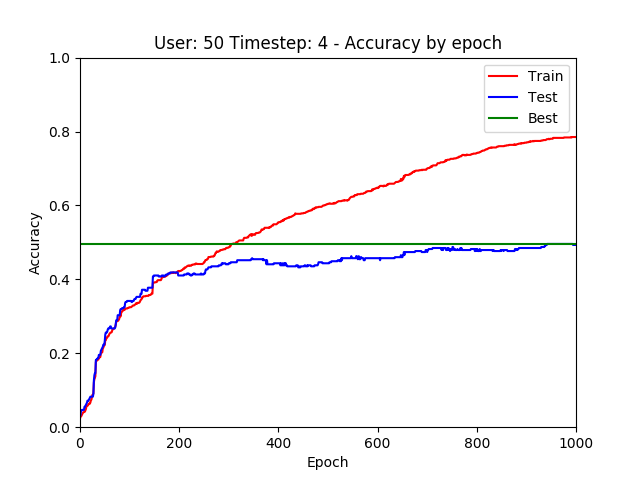 User: 50 Timestep: 4 - Accuracy by epoch
1.0
0.8
0.6
0.4
0.2
0.0
Accuracy
Train
Test
Best
0 200 400 600 800 1000
Epoch